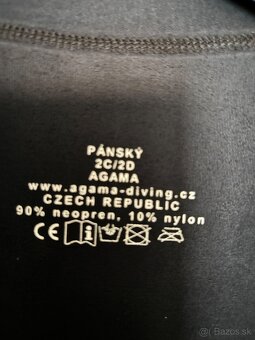 PÁNSKÝ
2C/2D
AGAMA
www.agama-diving.cz
CZECH REPUBLIC
90% neopren, 10% nylon
CE
Bazos.sk